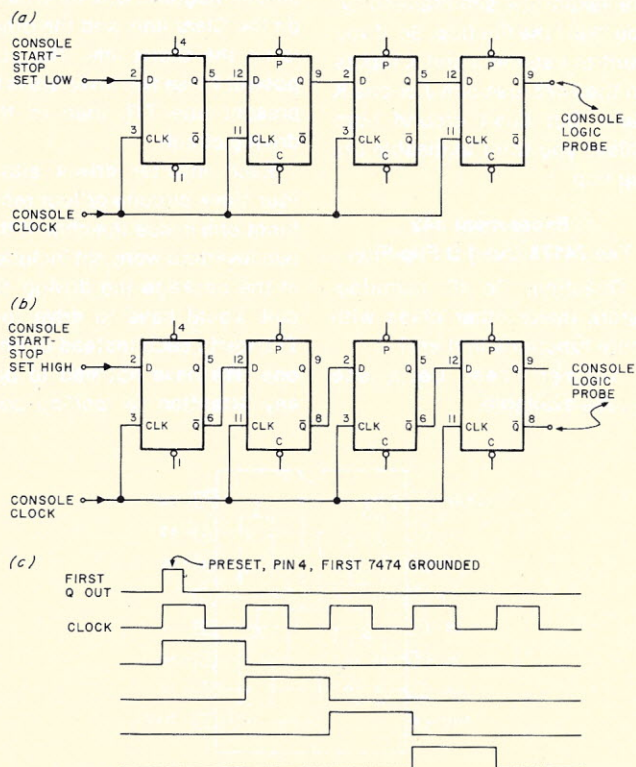 (a)
CONSOLE
START-
STOP
SET LOW
4
P
P
P
2 D Q 5 12 D Q 9 2 D Q 5 12 D Q 9
CONSOLE
LOGIC
PROBE
3 CLK Q̅ 11 CLK Q̅ 3 CLK Q̅ 11 CLK Q̅
1
C
C
C
CONSOLE
CLOCK
(b)
CONSOLE
START-
STOP
SET HIGH
4
2 D Q 5 12 D Q 9 2 D Q 5 12 D Q 9
CONSOLE
LOGIC
PROBE
3 CLK Q̅ 6 11 CLK Q̅ 8 3 CLK Q̅ 6 11 CLK Q̅ 8
1
C
CONSOLE
CLOCK
(c)
PRESET, PIN 4, FIRST 7474 GROUNDED
FIRST
Q OUT
CLOCK